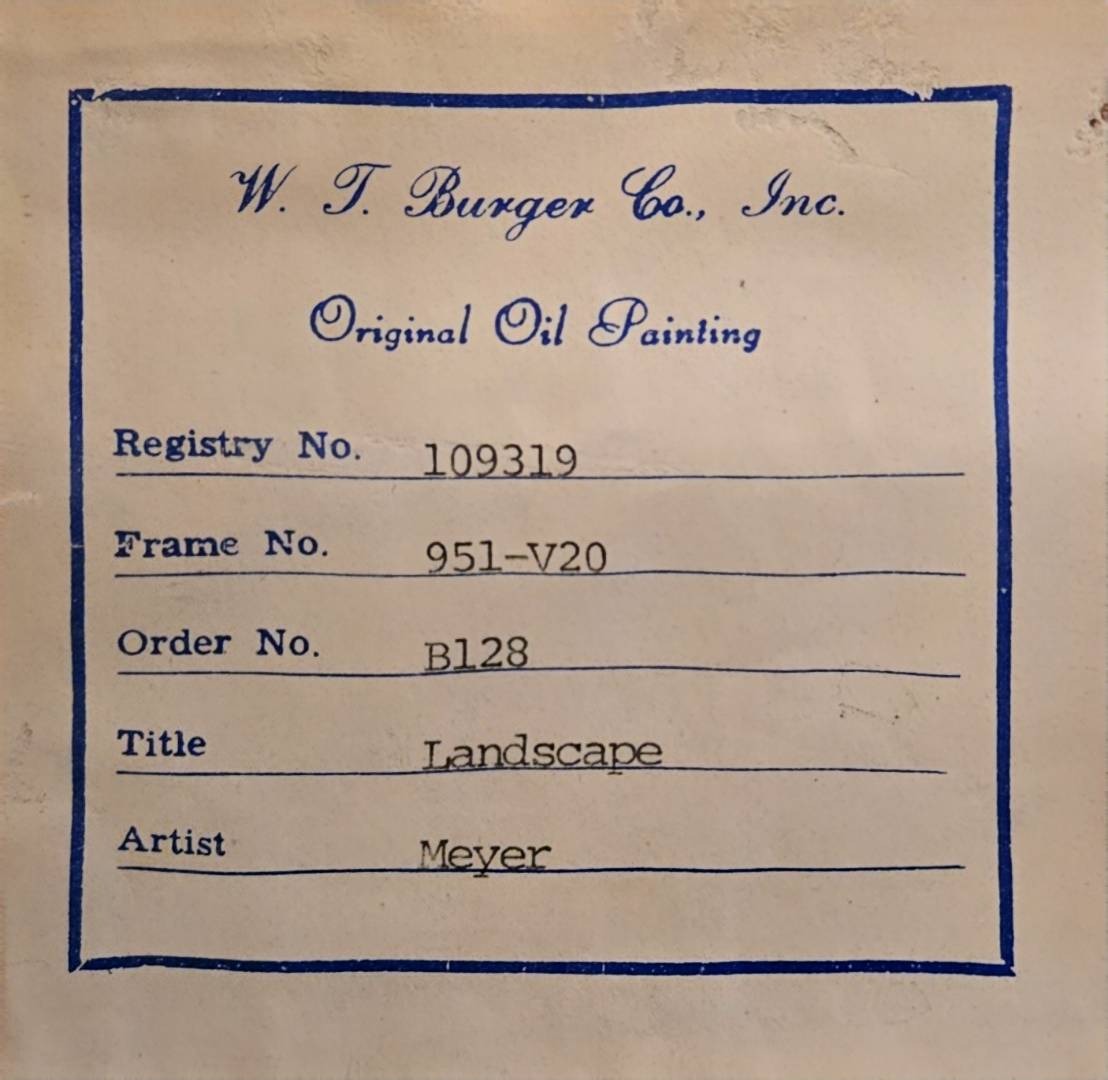 W. T. Burger Co., Inc.
Original Oil Painting
Registry No. 109319
Frame No. 951-V20
Order No. B128
Title Landscape
Artist Meyer